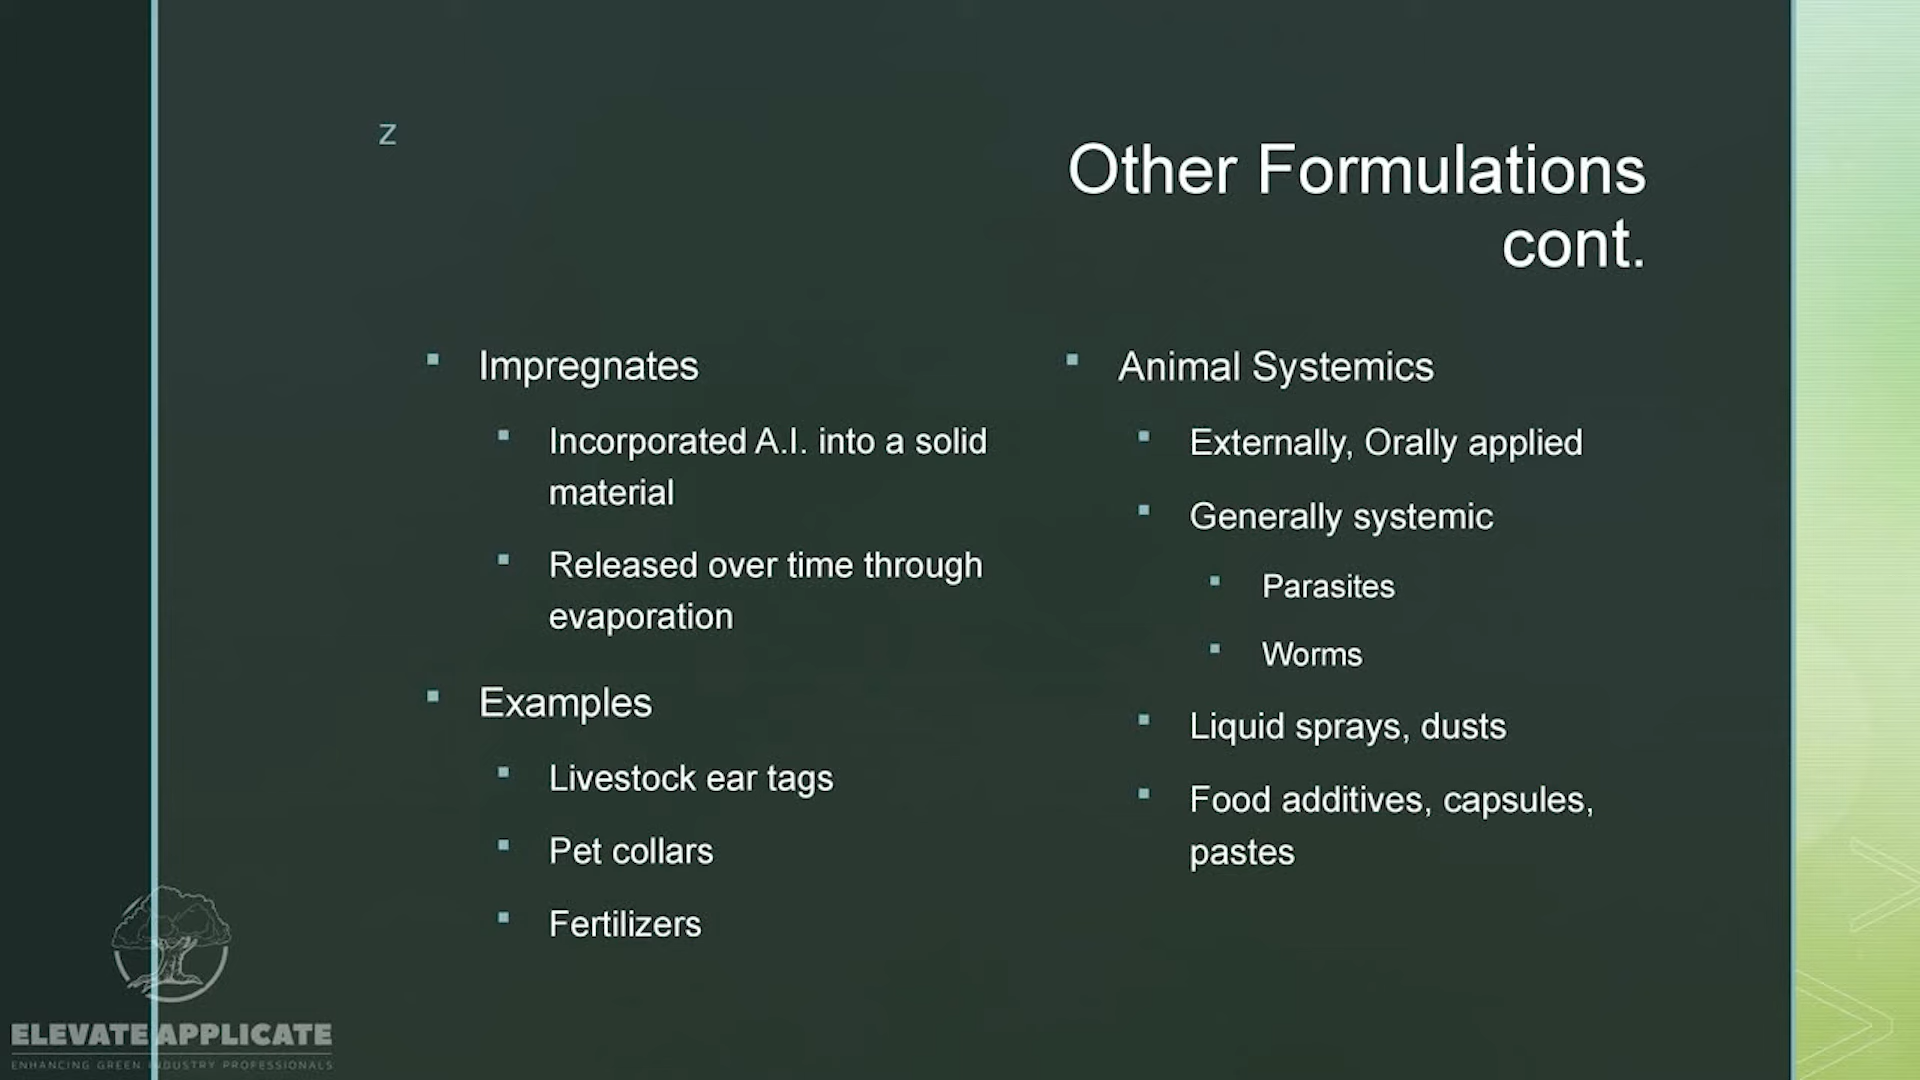 z
Other Formulations
cont.
Impregnates
Incorporated A.I. into a solid
material
Released over time through
evaporation
Examples
Livestock ear tags
Pet collars
Fertilizers
Animal Systemics
Externally, Orally applied
Generally systemic
Parasites
Worms
Liquid sprays, dusts
Food additives, capsules,
pastes
ELEVATE APPLICATE
ENHANCING GREEN INDUSTRY PROFESSIONALS